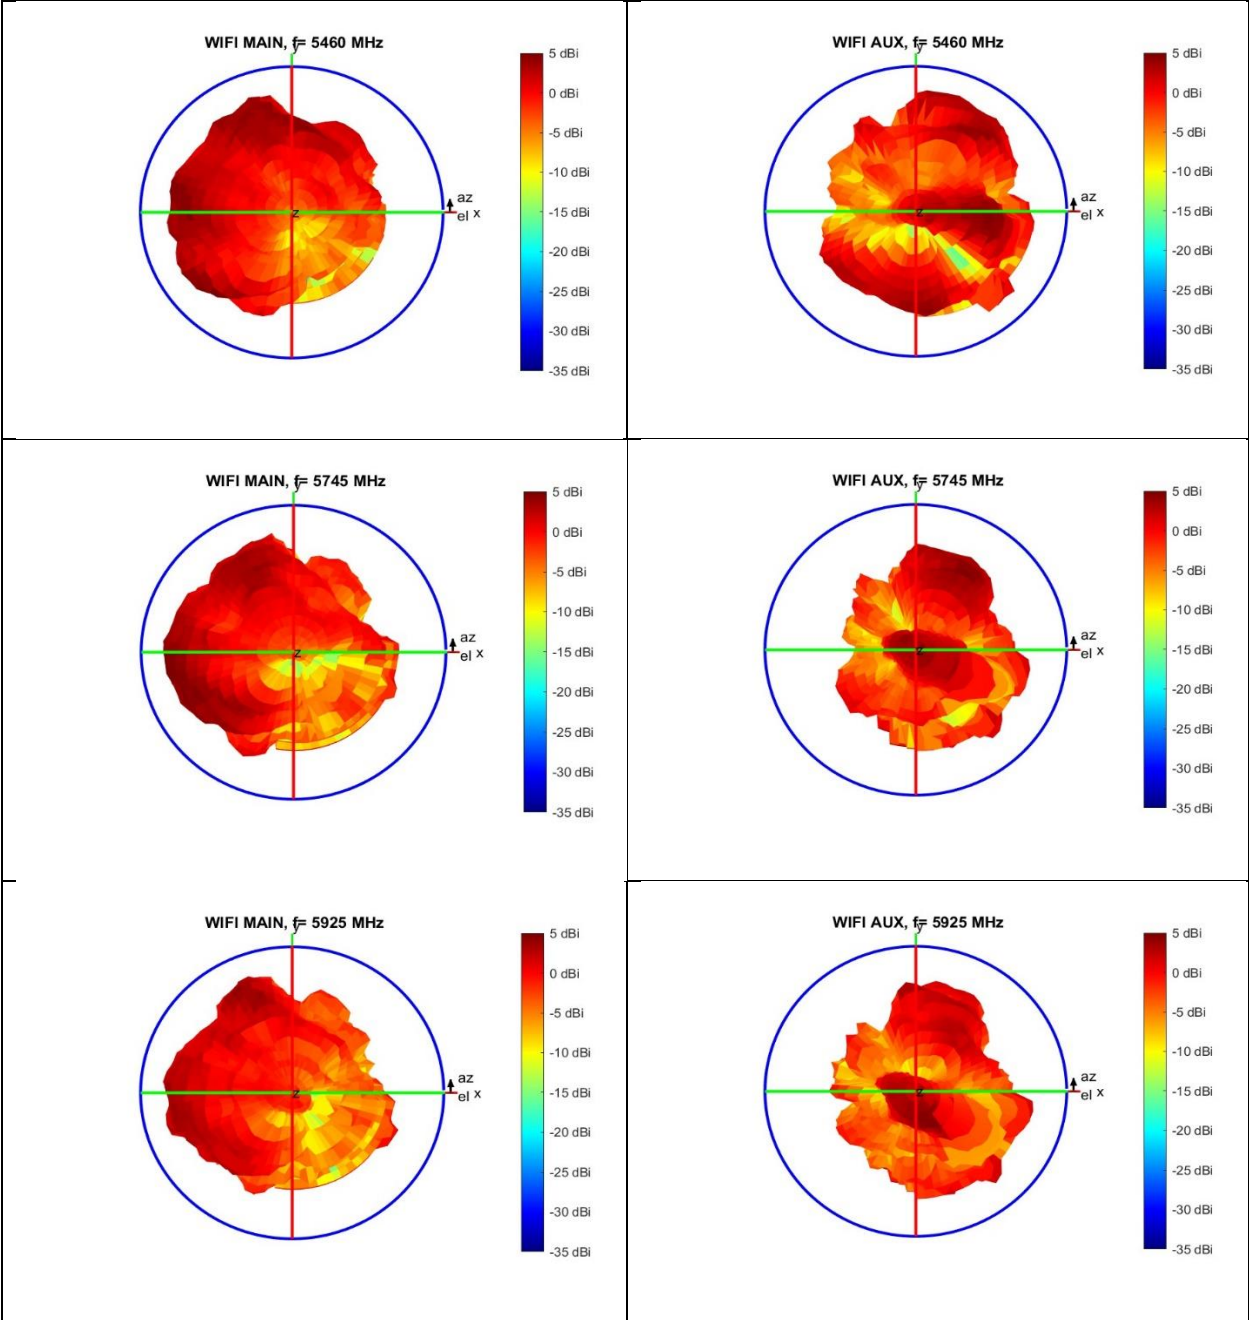 WIFI MAIN, f= 5460 MHz
y
5 dBi
0 dBi
-5 dBi
-10 dBi
-15 dBi
-20 dBi
-25 dBi
-30 dBi
-35 dBi
az
el x
z
WIFI AUX, f= 5460 MHz
y
5 dBi
0 dBi
-5 dBi
-10 dBi
-15 dBi
-20 dBi
-25 dBi
-30 dBi
-35 dBi
az
el x
z
WIFI MAIN, f= 5745 MHz
y
5 dBi
0 dBi
-5 dBi
-10 dBi
-15 dBi
-20 dBi
-25 dBi
-30 dBi
-35 dBi
az
el x
z
WIFI AUX, f= 5745 MHz
y
5 dBi
0 dBi
-5 dBi
-10 dBi
-15 dBi
-20 dBi
-25 dBi
-30 dBi
-35 dBi
az
el x
z
WIFI MAIN, f= 5925 MHz
y
5 dBi
0 dBi
-5 dBi
-10 dBi
-15 dBi
-20 dBi
-25 dBi
-30 dBi
-35 dBi
az
el x
z
WIFI AUX, f= 5925 MHz
y
5 dBi
0 dBi
-5 dBi
-10 dBi
-15 dBi
-20 dBi
-25 dBi
-30 dBi
-35 dBi
az
el x
z